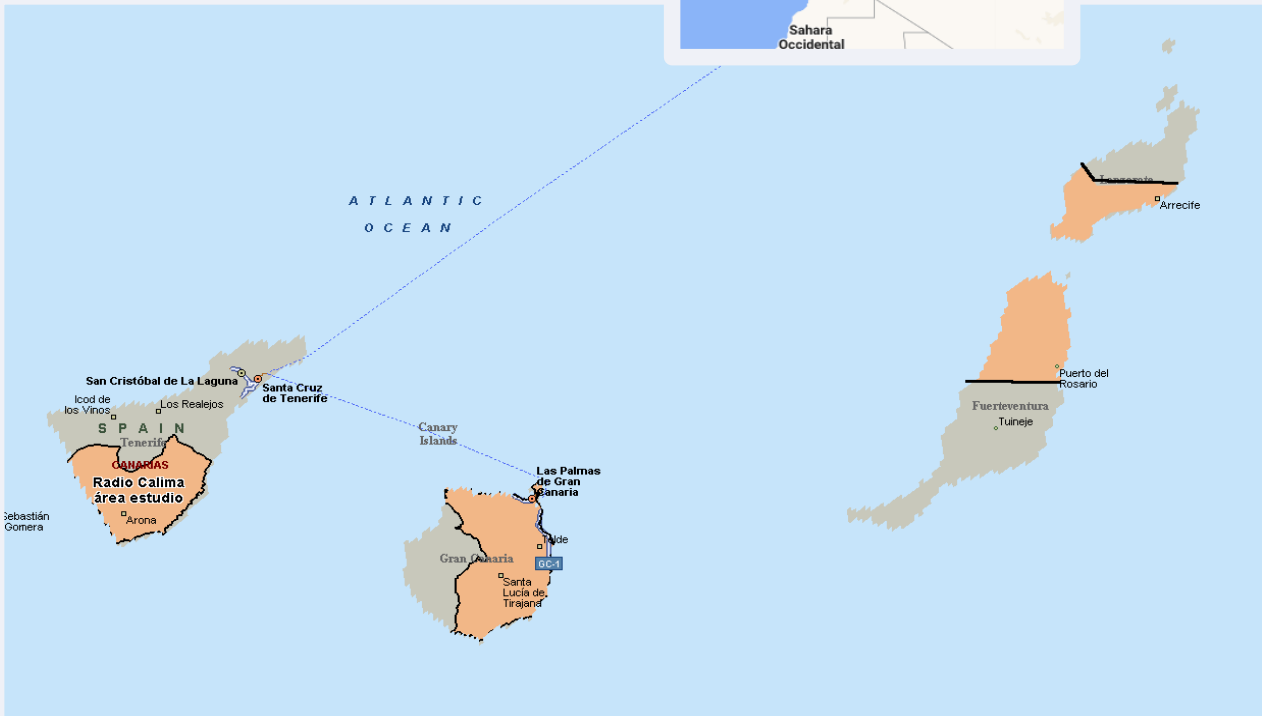 Sahara
Occidental
ATLANTIC
OCEAN
Lanzarote
Arrecife
Puerto del
Rosario
Fuerteventura
Tuineje
San Cristóbal de La Laguna
Santa Cruz
de Tenerife
Icod de
los Vinos
Los Realejos
SPAIN
Tenerife
CANARIAS
Radio Calima
área estudio
Arona
Sebastián
Gomera
Canary
Islands
Las Palmas
de Gran
Canaria
Telde
Gran Canaria
GC-1
Santa
Lucía de
Tirajana